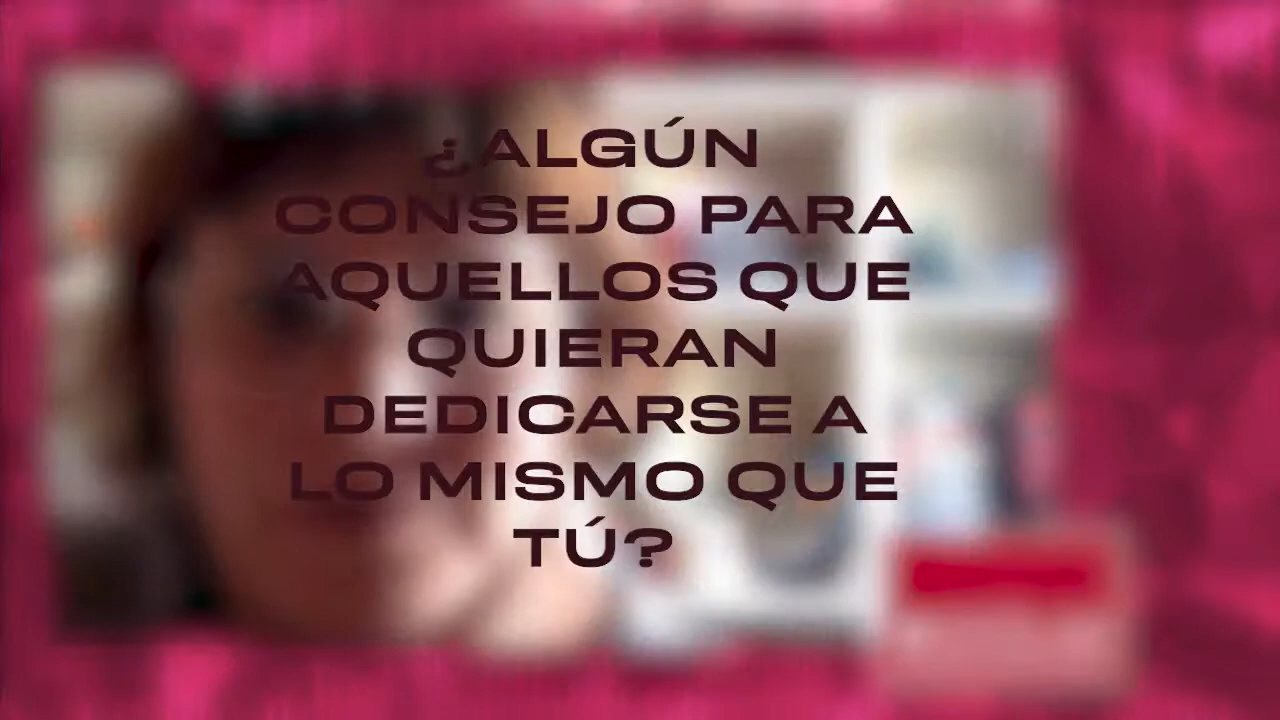 ¿ALGÚN
CONSEJO PARA
AQUELLOS QUE
QUIERAN
DEDICARSE A
LO MISMO QUE
TÚ?